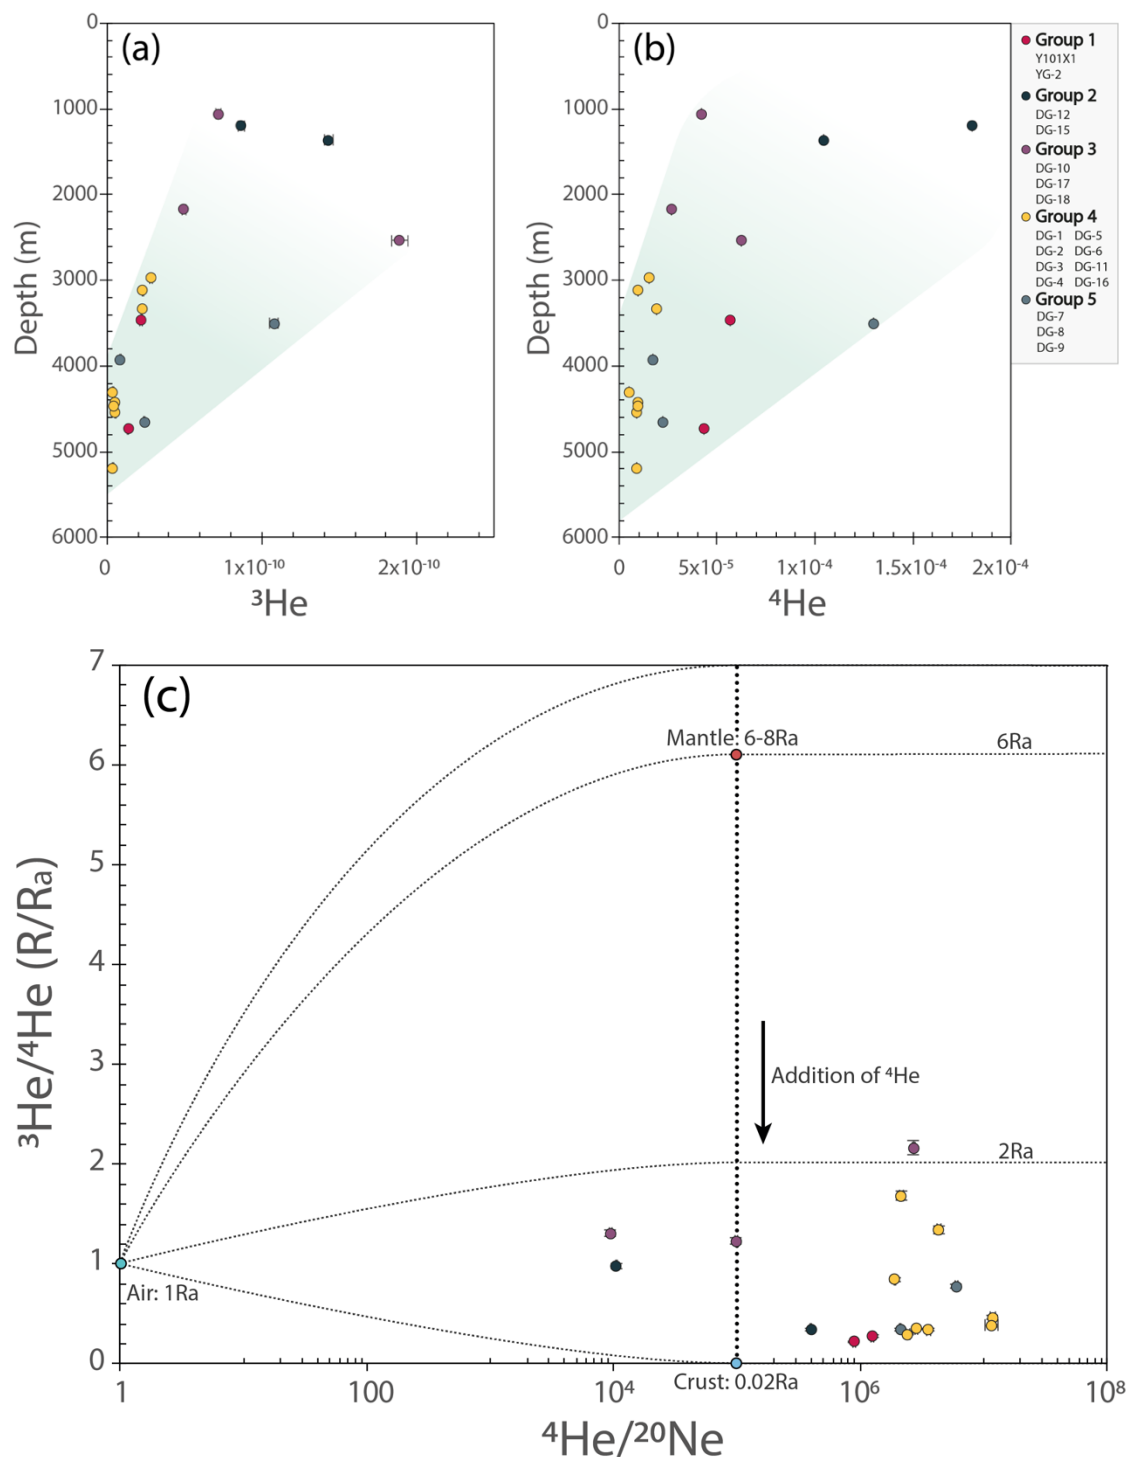 (a)
0
1000
2000
3000
4000
5000
6000
Depth (m)
0
1x10⁻¹⁰
2x10⁻¹⁰
³He
(b)
0
1000
2000
3000
4000
5000
6000
Depth (m)
0
5x10⁻⁵
1x10⁻⁴
1.5x10⁻⁴
2x10⁻⁴
⁴He
Group 1
Y101X1
YG-2
Group 2
DG-12
DG-15
Group 3
DG-10
DG-17
DG-18
Group 4
DG-1 DG-5
DG-2 DG-6
DG-3 DG-11
DG-4 DG-16
Group 5
DG-7
DG-8
DG-9
(c)
7
6
5
4
3
2
1
0
³He/⁴He (R/Ra)
Mantle: 6-8Ra
6Ra
Addition of ⁴He
2Ra
Air: 1Ra
Crust: 0.02Ra
1
100
10⁴
10⁶
10⁸
⁴He/²⁰Ne